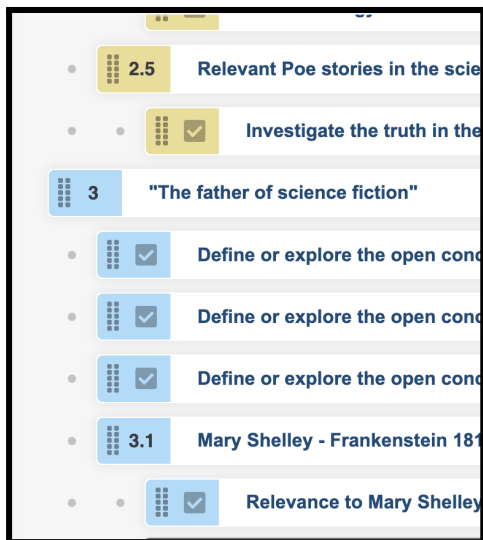 2.5 Relevant Poe stories in the scie
Investigate the truth in the
3 "The father of science fiction"
Define or explore the open conc
Define or explore the open conc
Define or explore the open conc
3.1 Mary Shelley - Frankenstein 181
Relevance to Mary Shelley